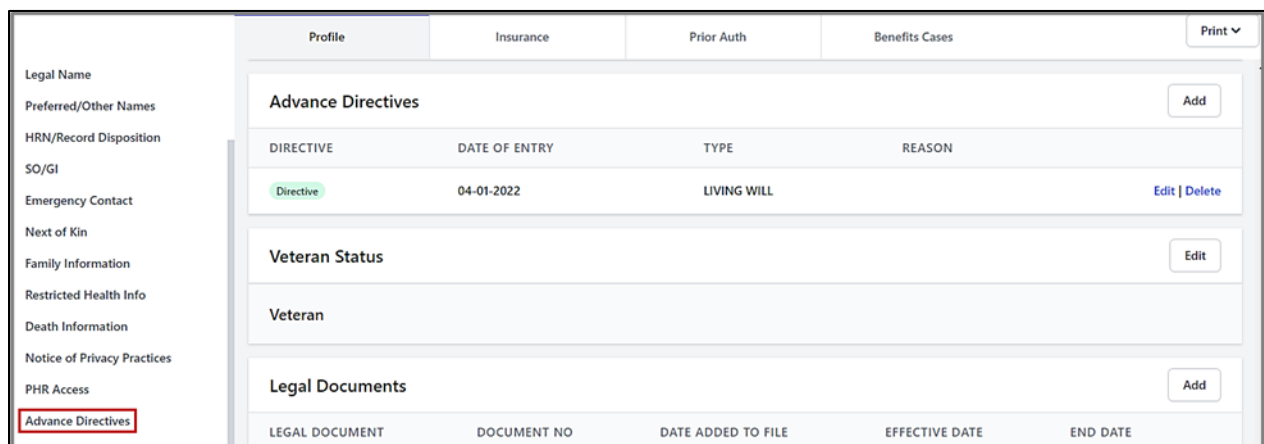 Profile Insurance Prior Auth Benefits Cases Print
Legal Name
Preferred/Other Names
HRN/Record Disposition
SO/GI
Emergency Contact
Next of Kin
Family Information
Restricted Health Info
Death Information
Notice of Privacy Practices
PHR Access
Advance Directives
Advance Directives Add
DIRECTIVE DATE OF ENTRY TYPE REASON
Directive 04-01-2022 LIVING WILL Edit | Delete
Veteran Status Edit
Veteran
Legal Documents Add
LEGAL DOCUMENT DOCUMENT NO DATE ADDED TO FILE EFFECTIVE DATE END DATE